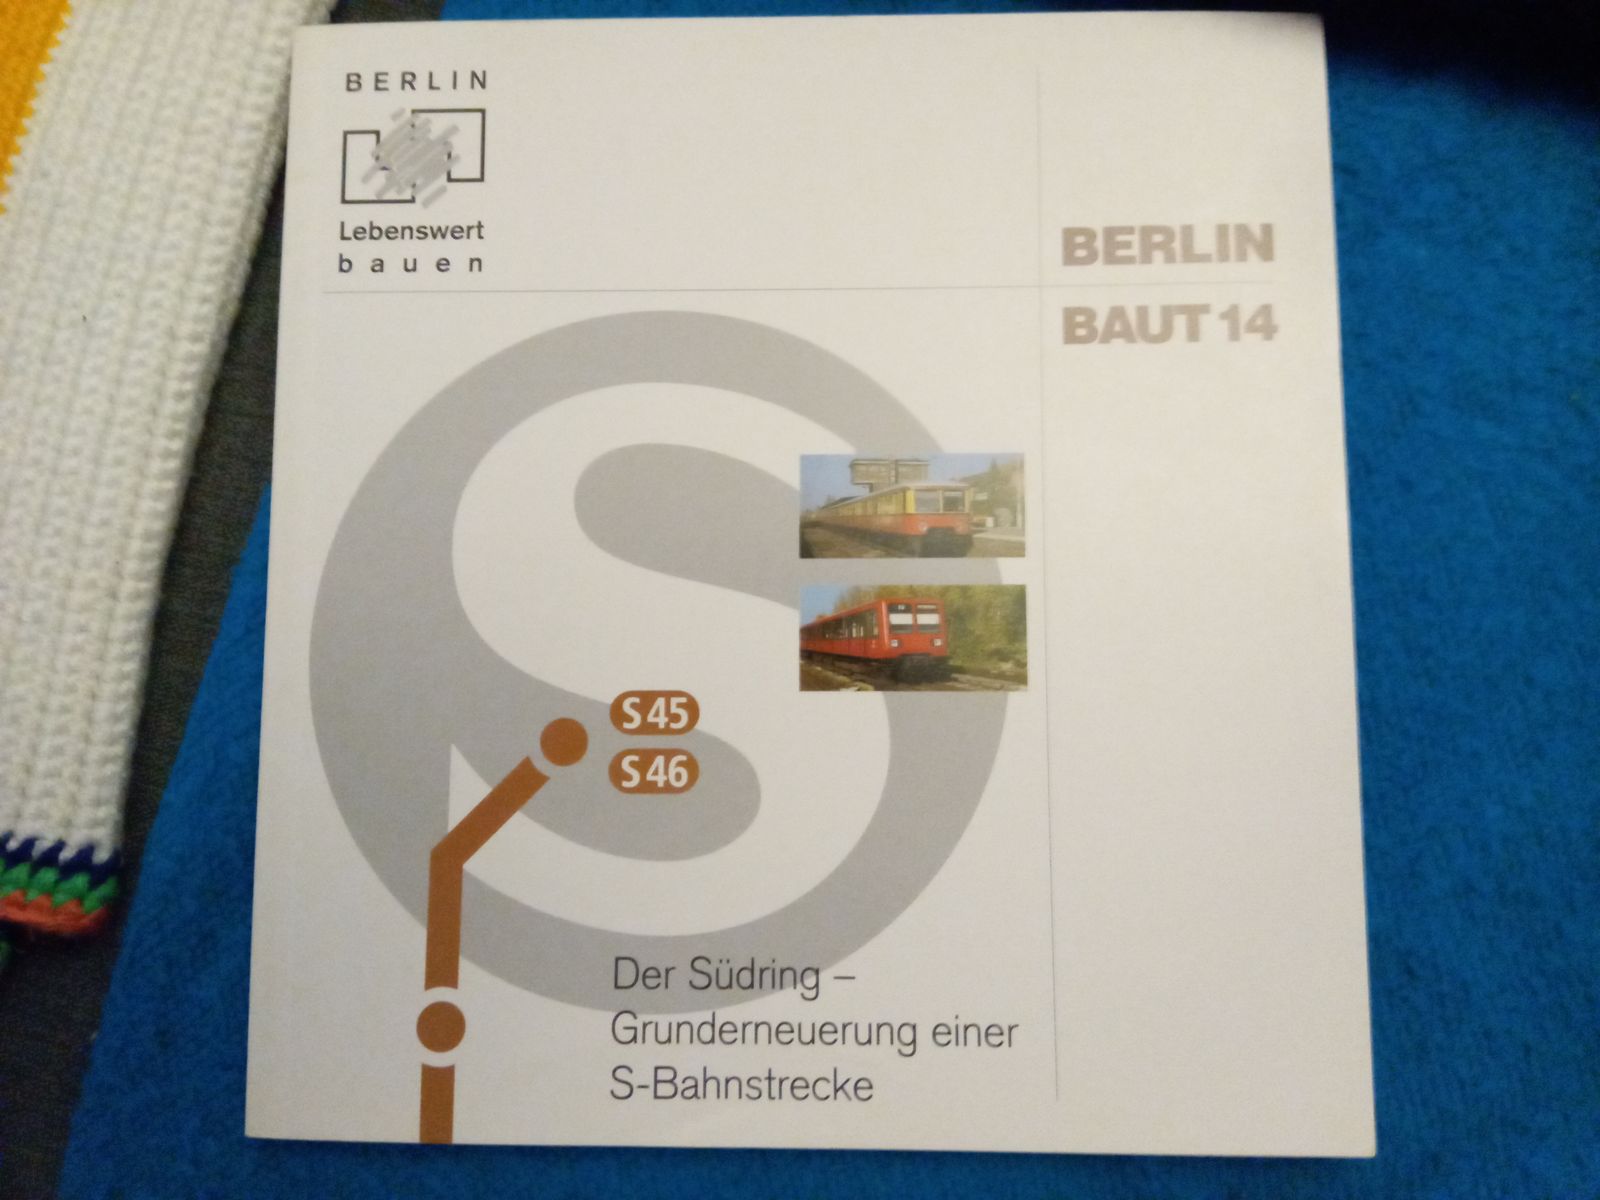 BERLIN
Lebenswert
bauen
BERLIN
BAUT 14
S
S45
S46
Der Südring –
Grunderneuerung einer
S-Bahnstrecke